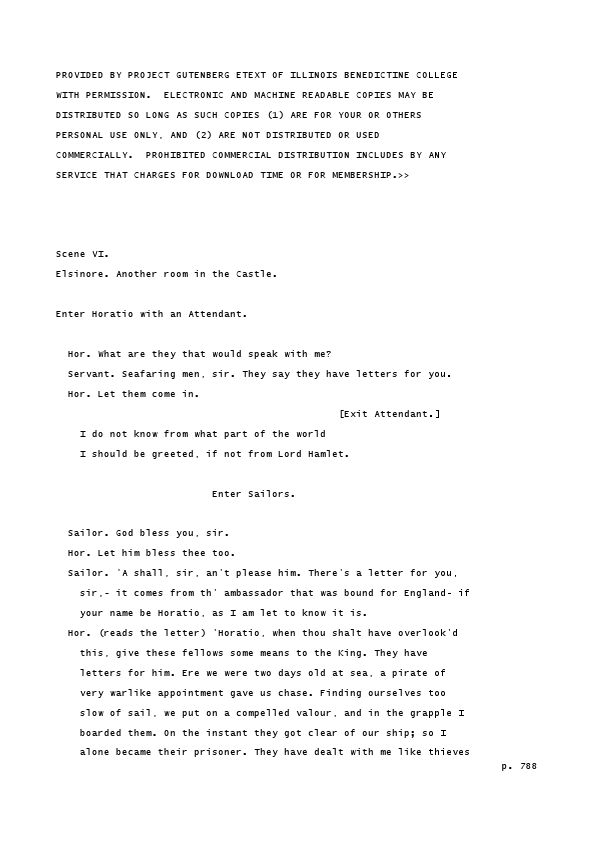 PROVIDED BY PROJECT GUTENBERG ETEXT OF ILLINOIS BENEDICTINE COLLEGE
WITH PERMISSION.  ELECTRONIC AND MACHINE READABLE COPIES MAY BE
DISTRIBUTED SO LONG AS SUCH COPIES (1) ARE FOR YOUR OR OTHERS
PERSONAL USE ONLY, AND (2) ARE NOT DISTRIBUTED OR USED
COMMERCIALLY.  PROHIBITED COMMERCIAL DISTRIBUTION INCLUDES BY ANY
SERVICE THAT CHARGES FOR DOWNLOAD TIME OR FOR MEMBERSHIP.>>
Scene VI.
Elsinore. Another room in the Castle.
Enter Horatio with an Attendant.
Hor. What are they that would speak with me?
Servant. Seafaring men, sir. They say they have letters for you.
Hor. Let them come in.
[Exit Attendant.]
I do not know from what part of the world
I should be greeted, if not from Lord Hamlet.
Enter Sailors.
Sailor. God bless you, sir.
Hor. Let him bless thee too.
Sailor. 'A shall, sir, an't please him. There's a letter for you,
sir,- it comes from th' ambassador that was bound for England- if
your name be Horatio, as I am let to know it is.
Hor. (reads the letter) 'Horatio, when thou shalt have overlook'd
this, give these fellows some means to the King. They have
letters for him. Ere we were two days old at sea, a pirate of
very warlike appointment gave us chase. Finding ourselves too
slow of sail, we put on a compelled valour, and in the grapple I
boarded them. On the instant they got clear of our ship; so I
alone became their prisoner. They have dealt with me like thieves
p. 788